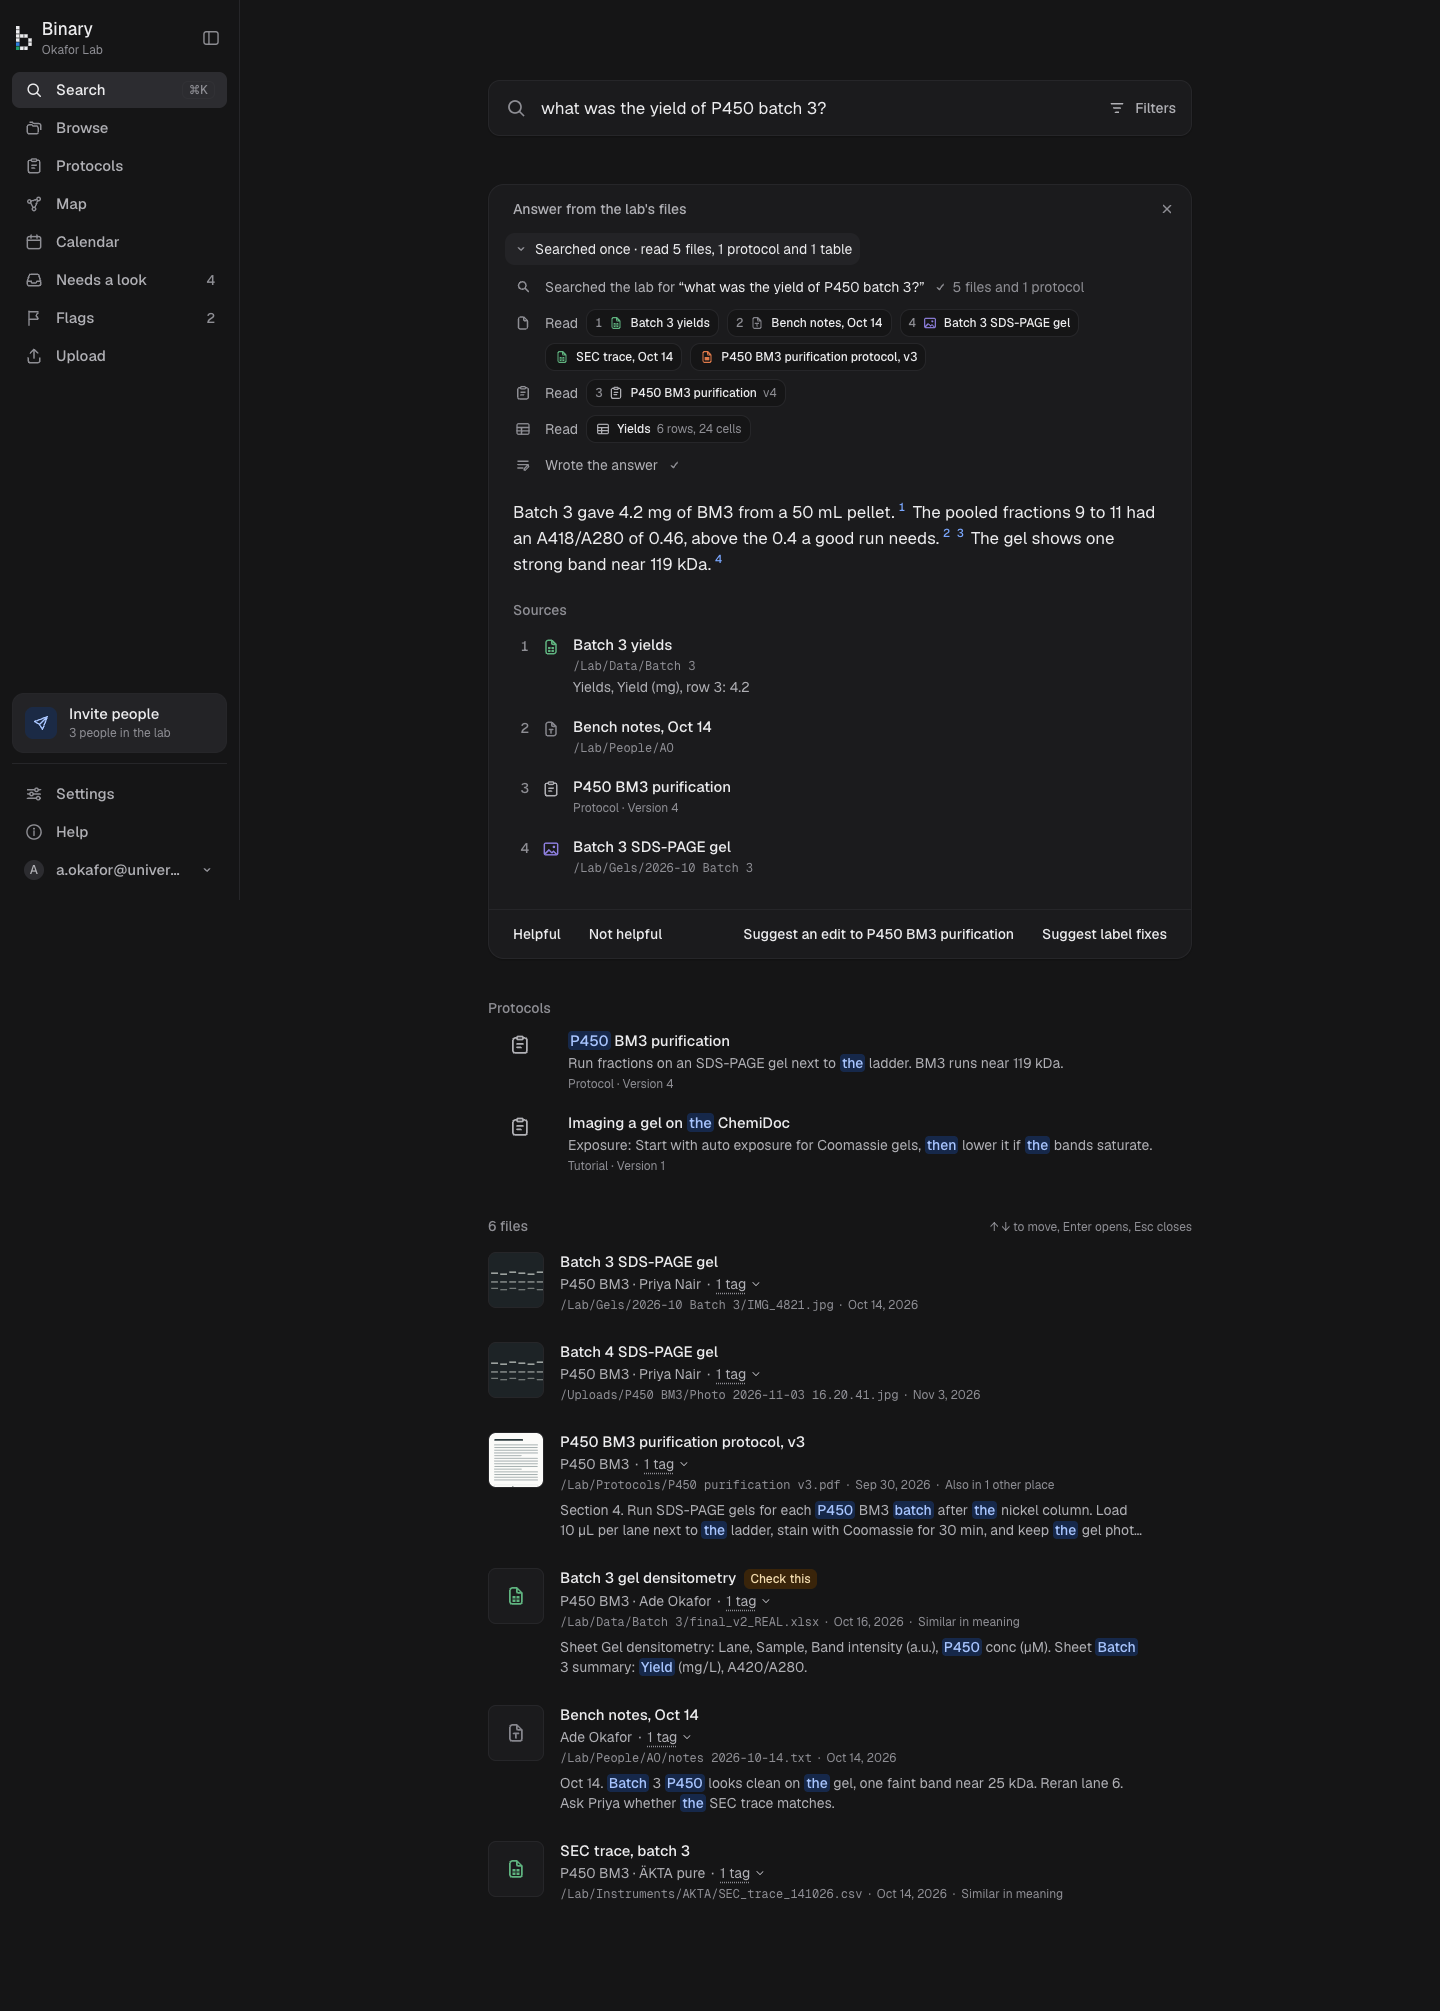 Binary
Okafor Lab
Search ⌘K
Browse
Protocols
Map
Calendar
Needs a look 4
Flags 2
Upload
Invite people
3 people in the lab
Settings
Help
A a.okafor@univer...
what was the yield of P450 batch 3? Filters
Answer from the lab's files
Searched once · read 5 files, 1 protocol and 1 table
Searched the lab for “what was the yield of P450 batch 3?” 5 files and 1 protocol
Read 1 Batch 3 yields 2 Bench notes, Oct 14 4 Batch 3 SDS-PAGE gel
SEC trace, Oct 14 P450 BM3 purification protocol, v3
Read 3 P450 BM3 purification v4
Read Yields 6 rows, 24 cells
Wrote the answer
Batch 3 gave 4.2 mg of BM3 from a 50 mL pellet. 1 The pooled fractions 9 to 11 had
an A418/A280 of 0.46, above the 0.4 a good run needs. 2 3 The gel shows one
strong band near 119 kDa. 4
Sources
1 Batch 3 yields
/Lab/Data/Batch 3
Yields, Yield (mg), row 3: 4.2
2 Bench notes, Oct 14
/Lab/People/AO
3 P450 BM3 purification
Protocol · Version 4
4 Batch 3 SDS-PAGE gel
/Lab/Gels/2026-10 Batch 3
Helpful Not helpful Suggest an edit to P450 BM3 purification Suggest label fixes
Protocols
P450 BM3 purification
Run fractions on an SDS-PAGE gel next to the ladder. BM3 runs near 119 kDa.
Protocol · Version 4
Imaging a gel on the ChemiDoc
Exposure: Start with auto exposure for Coomassie gels, then lower it if the bands saturate.
Tutorial · Version 1
6 files ↑↓ to move, Enter opens, Esc closes
Batch 3 SDS-PAGE gel
P450 BM3 · Priya Nair · 1 tag
/Lab/Gels/2026-10 Batch 3/IMG_4821.jpg · Oct 14, 2026
Batch 4 SDS-PAGE gel
P450 BM3 · Priya Nair · 1 tag
/Uploads/P450 BM3/Photo 2026-11-03 16.20.41.jpg · Nov 3, 2026
P450 BM3 purification protocol, v3
P450 BM3 · 1 tag
/Lab/Protocols/P450 purification v3.pdf · Sep 30, 2026 · Also in 1 other place
Section 4. Run SDS-PAGE gels for each P450 BM3 batch after the nickel column. Load
10 µL per lane next to the ladder, stain with Coomassie for 30 min, and keep the gel phot...
Batch 3 gel densitometry Check this
P450 BM3 · Ade Okafor · 1 tag
/Lab/Data/Batch 3/final_v2_REAL.xlsx · Oct 16, 2026 · Similar in meaning
Sheet Gel densitometry: Lane, Sample, Band intensity (a.u.), P450 conc (µM). Sheet Batch
3 summary: Yield (mg/L), A420/A280.
Bench notes, Oct 14
Ade Okafor · 1 tag
/Lab/People/AO/notes 2026-10-14.txt · Oct 14, 2026
Oct 14. Batch 3 P450 looks clean on the gel, one faint band near 25 kDa. Reran lane 6.
Ask Priya whether the SEC trace matches.
SEC trace, batch 3
P450 BM3 · ÄKTA pure · 1 tag
/Lab/Instruments/AKTA/SEC_trace_141026.csv · Oct 14, 2026 · Similar in meaning